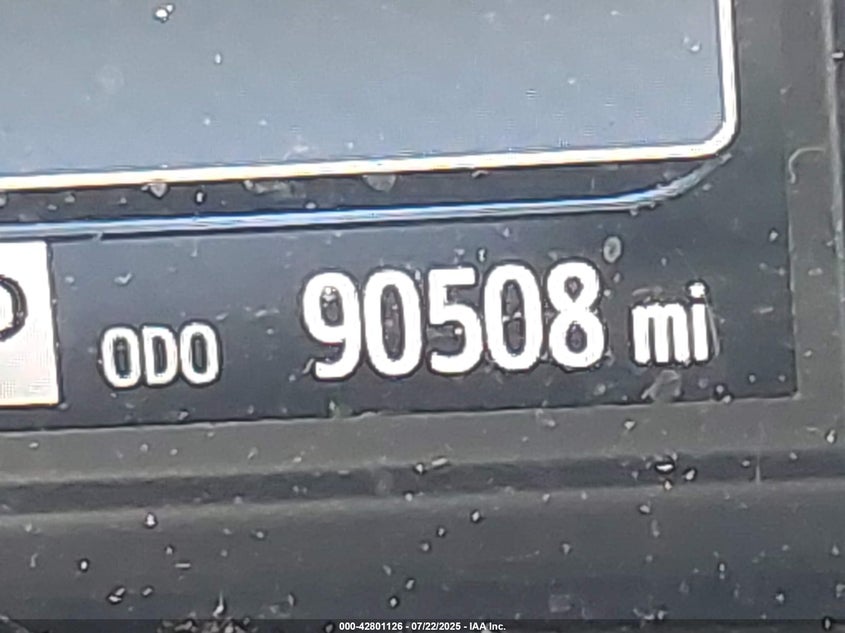 ODO 90508 mi
000-42801126 - 07/22/2025 - IAA Inc.